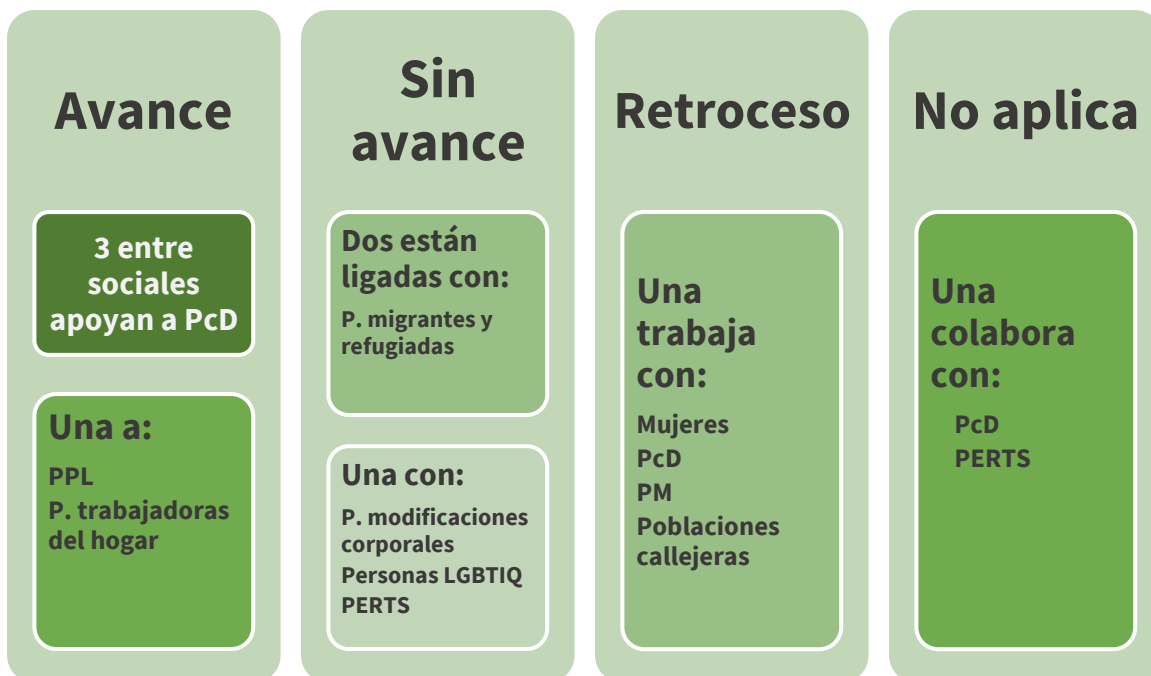 Avance
3 entre
sociales
apoyan a PcD
Una a:
PPL
P. trabajadoras
del hogar
Sin
avance
Dos están
ligadas con:
P. migrantes y
refugiadas
Una con:
P. modificaciones
corporales
Personas LGBTIQ
PERTS
Retroceso
Una
trabaja
con:
Mujeres
PcD
PM
Poblaciones
callejeras
No aplica
Una
colabora
con:
PcD
PERTS